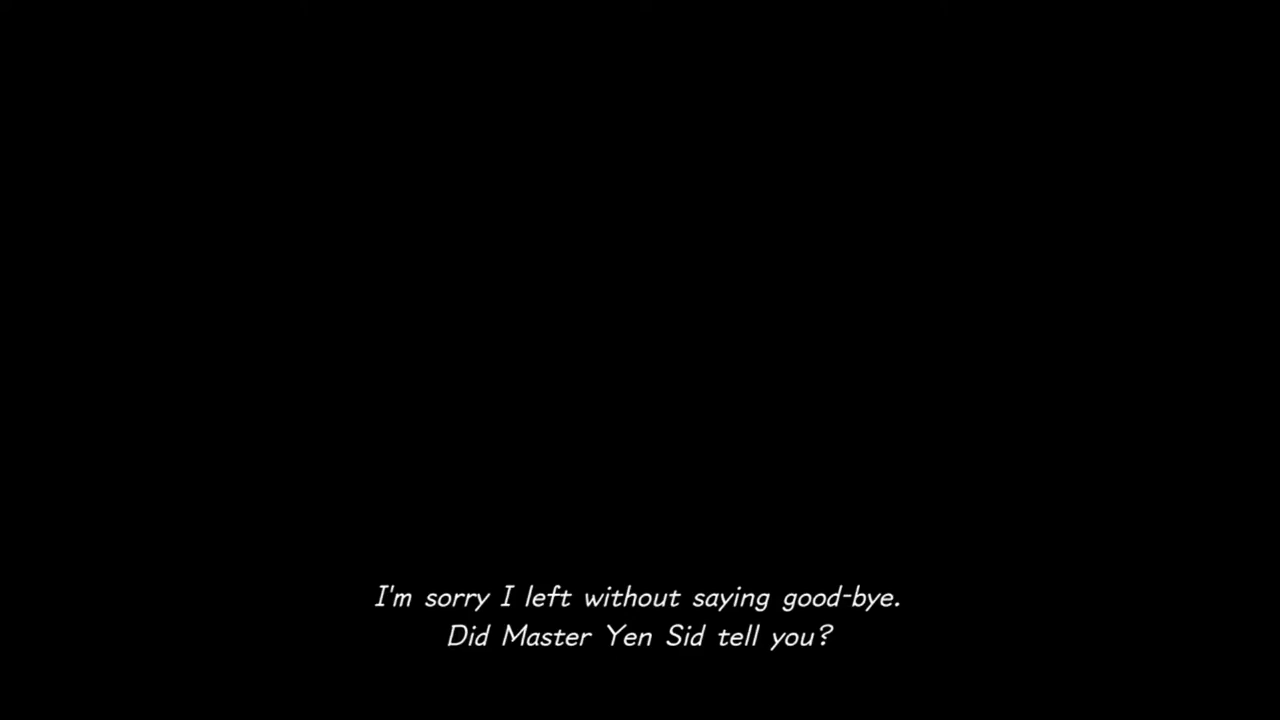 I'm sorry I left without saying good-bye.
Did Master Yen Sid tell you?